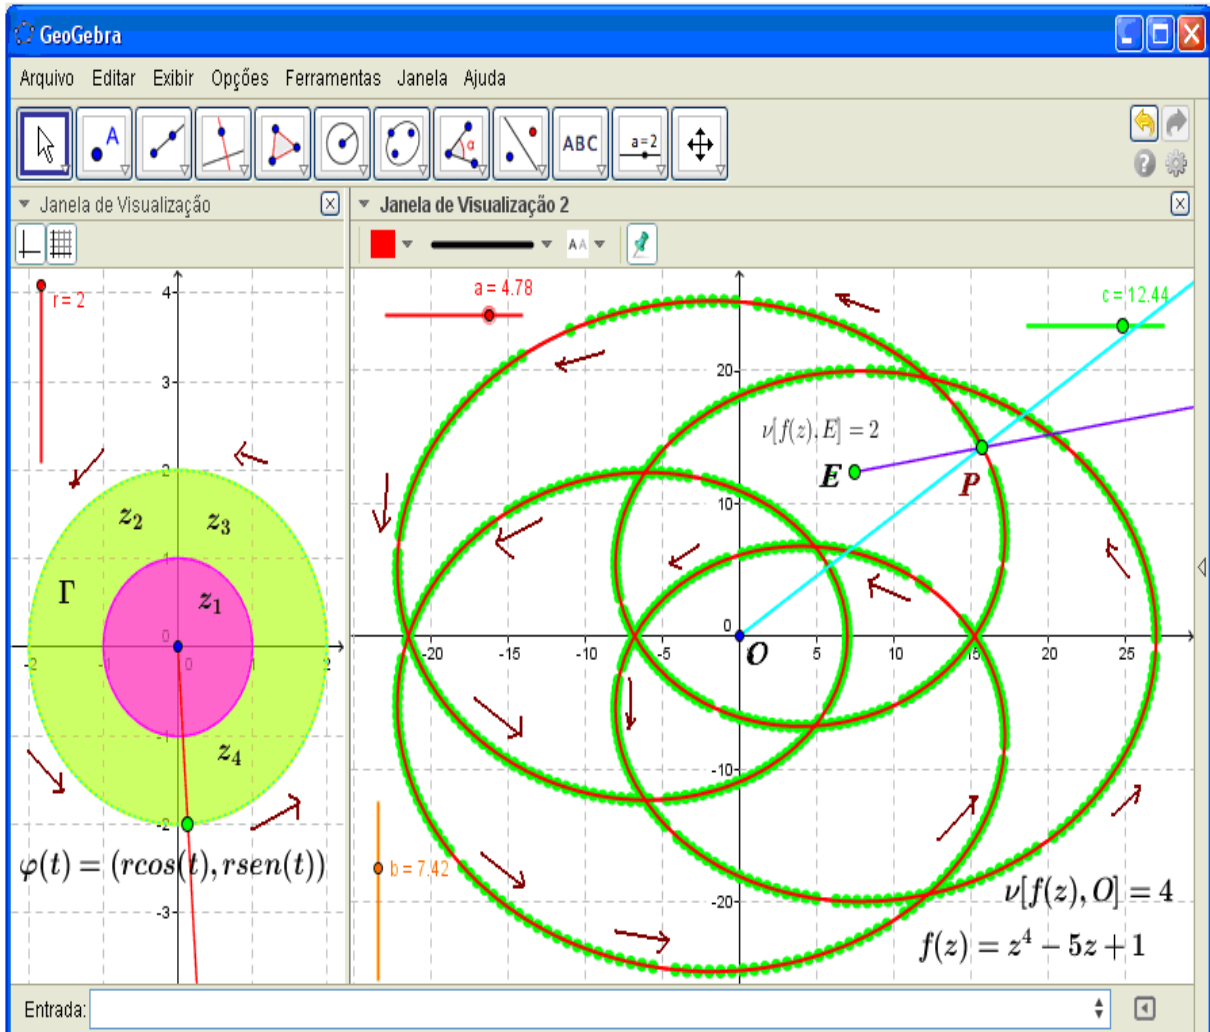 GeoGebra
Arquivo Editar Exibir Opções Ferramentas Janela Ajuda
A α ABC a=2
Janela de Visualização
Janela de Visualização 2
A A
r = 2
4
3
2
1
0
-1
-2
-3
-2 -1 0 1 2
z₂ z₃
Γ
z₁
z₄
φ(t) = (rcos(t), rsen(t))
a = 4.78
c = 12.44
20
ν[f(z), E] = 2
E
P
10
0
O
-20 -15 -10 -5 5 10 15 20 25
-10
b = 7.42
-20
ν[f(z), O] = 4
f(z) = z⁴ − 5z + 1
Entrada: